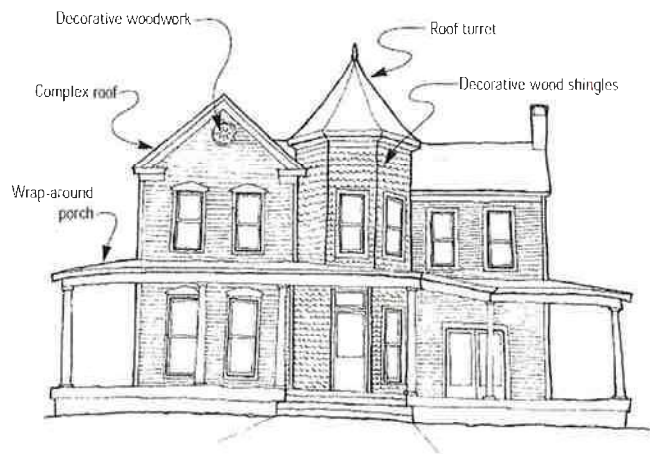 Decorative woodwork
Roof turret
Complex roof
Decorative wood shingles
Wrap-around
porch